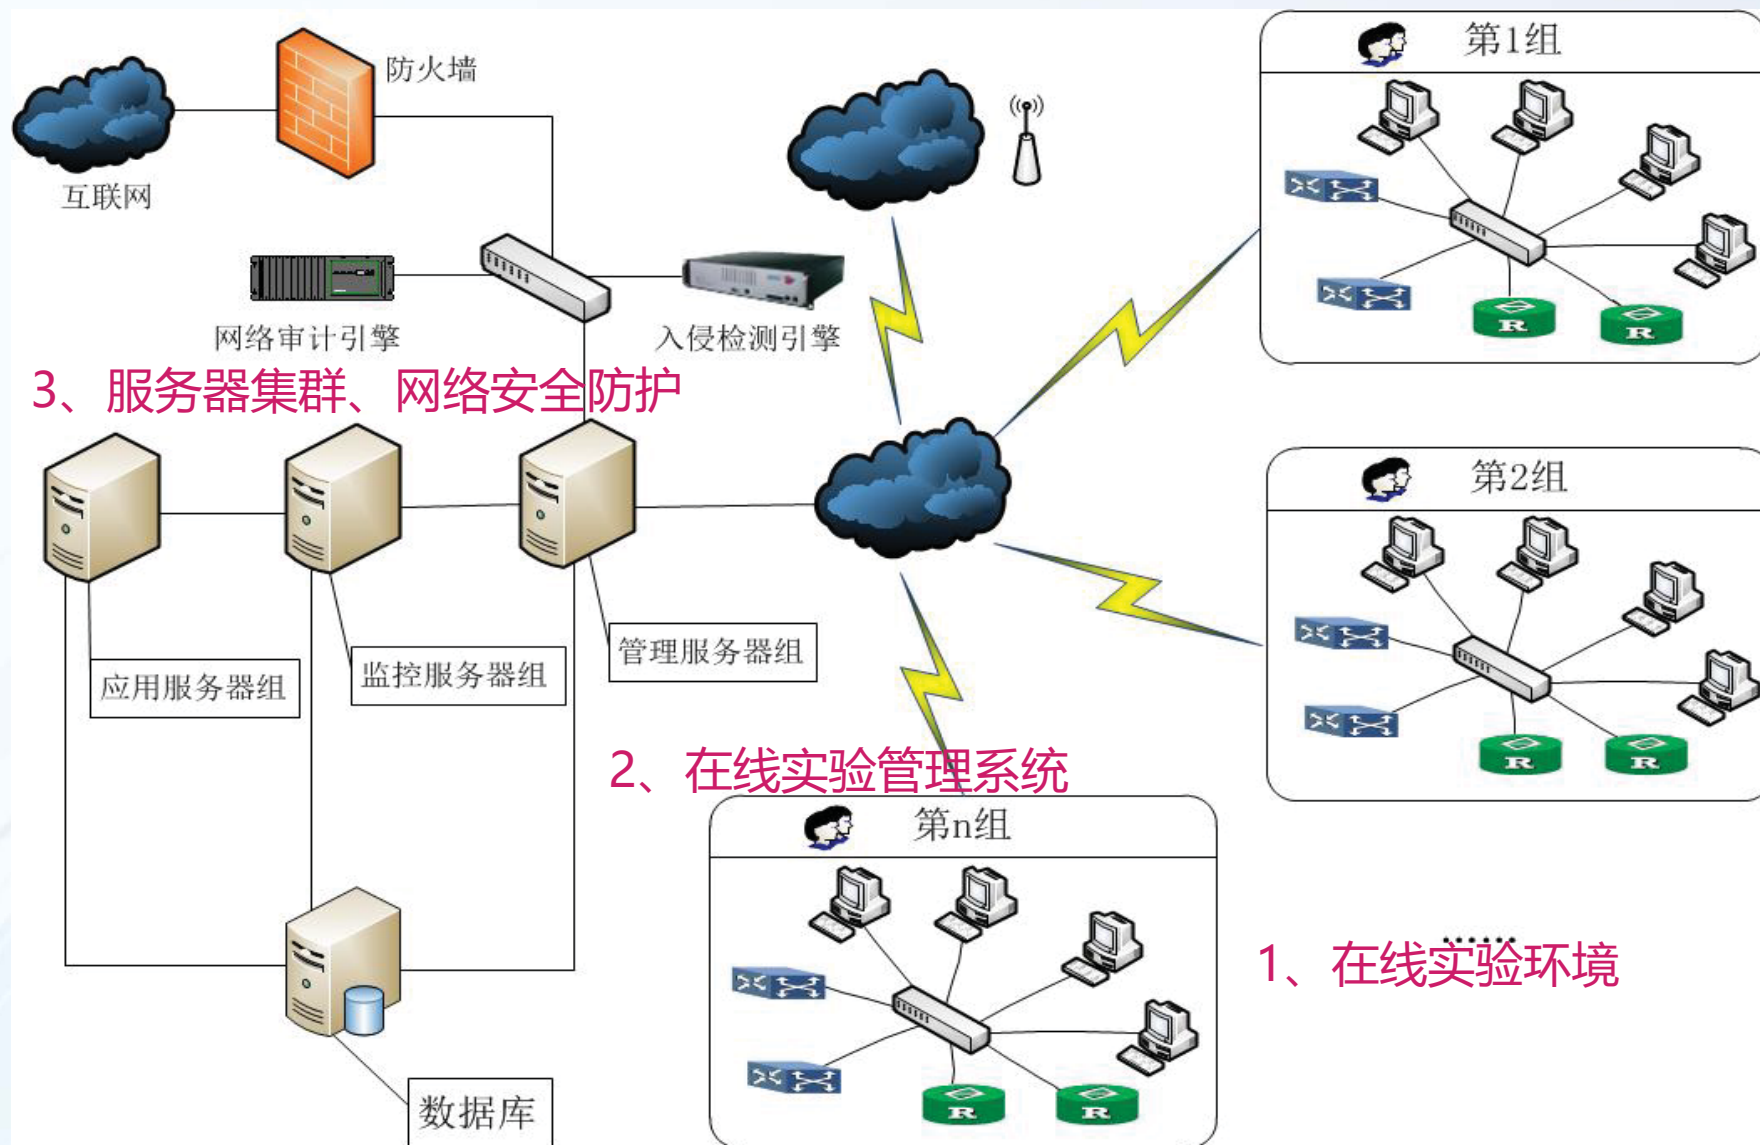 防火墙
互联网
第1组
R
R
网络审计引擎
入侵检测引擎
3、服务器集群、网络安全防护
第2组
应用服务器组
监控服务器组
管理服务器组
R
R
2、在线实验管理系统
第n组
......
1、在线实验环境
R
R
数据库